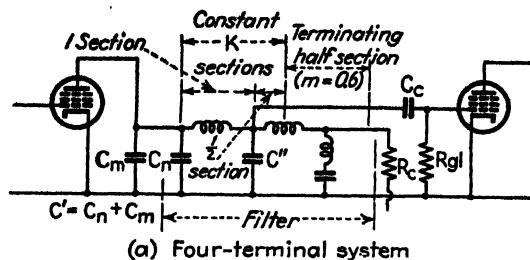 Constant
K
sections
1 Section
Terminating
half section
(m=0.6)
1/2
section
Cm
Cn
C"
Cc
Rc
Rgl
C' = Cn + Cm
Filter
(a) Four-terminal system